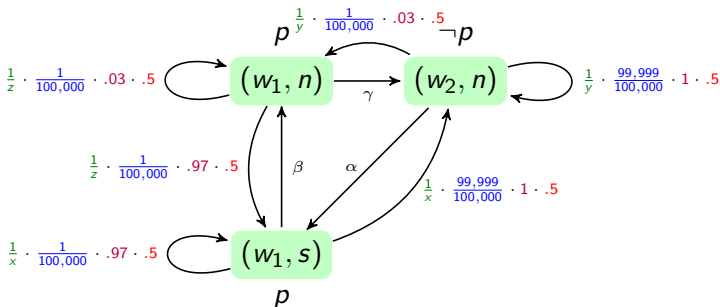 p 1/y · 1/100,000 · .03 · .5 ¬p
1/z · 1/100,000 · .03 · .5 (w₁, n) γ (w₂, n) 1/y · 99,999/100,000 · 1 · .5
1/z · 1/100,000 · .97 · .5 β α 1/x · 99,999/100,000 · 1 · .5
1/x · 1/100,000 · .97 · .5 (w₁, s)
p